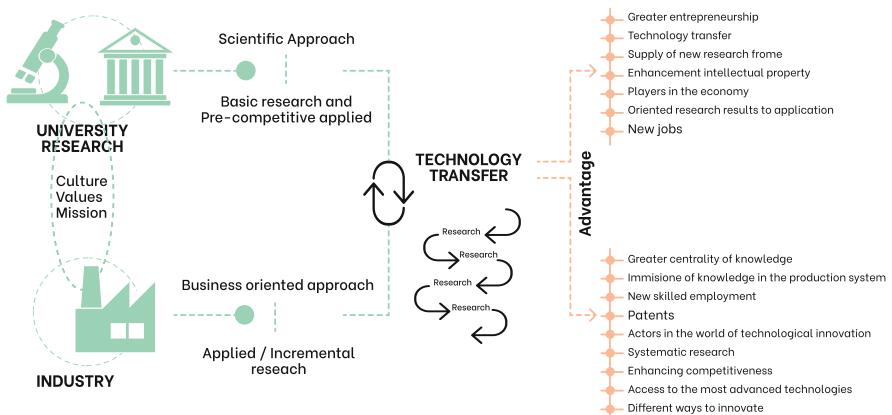 UNIVERSITY
RESEARCH
Culture
Values
Mission
INDUSTRY
Scientific Approach
Basic research and
Pre-competitive applied
Business oriented approach
Applied / Incremental
reseach
TECHNOLOGY
TRANSFER
Research
Research
Research
Research
Advantage
Greater entrepreneurship
Technology transfer
Supply of new research frome
Enhancement intellectual property
Players in the economy
Oriented research results to application
New jobs
Greater centrality of knowledge
Immisione of knowledge in the production system
New skilled employment
Patents
Actors in the world of technological innovation
Systematic research
Enhancing competitiveness
Access to the most advanced technologies
Different ways to innovate